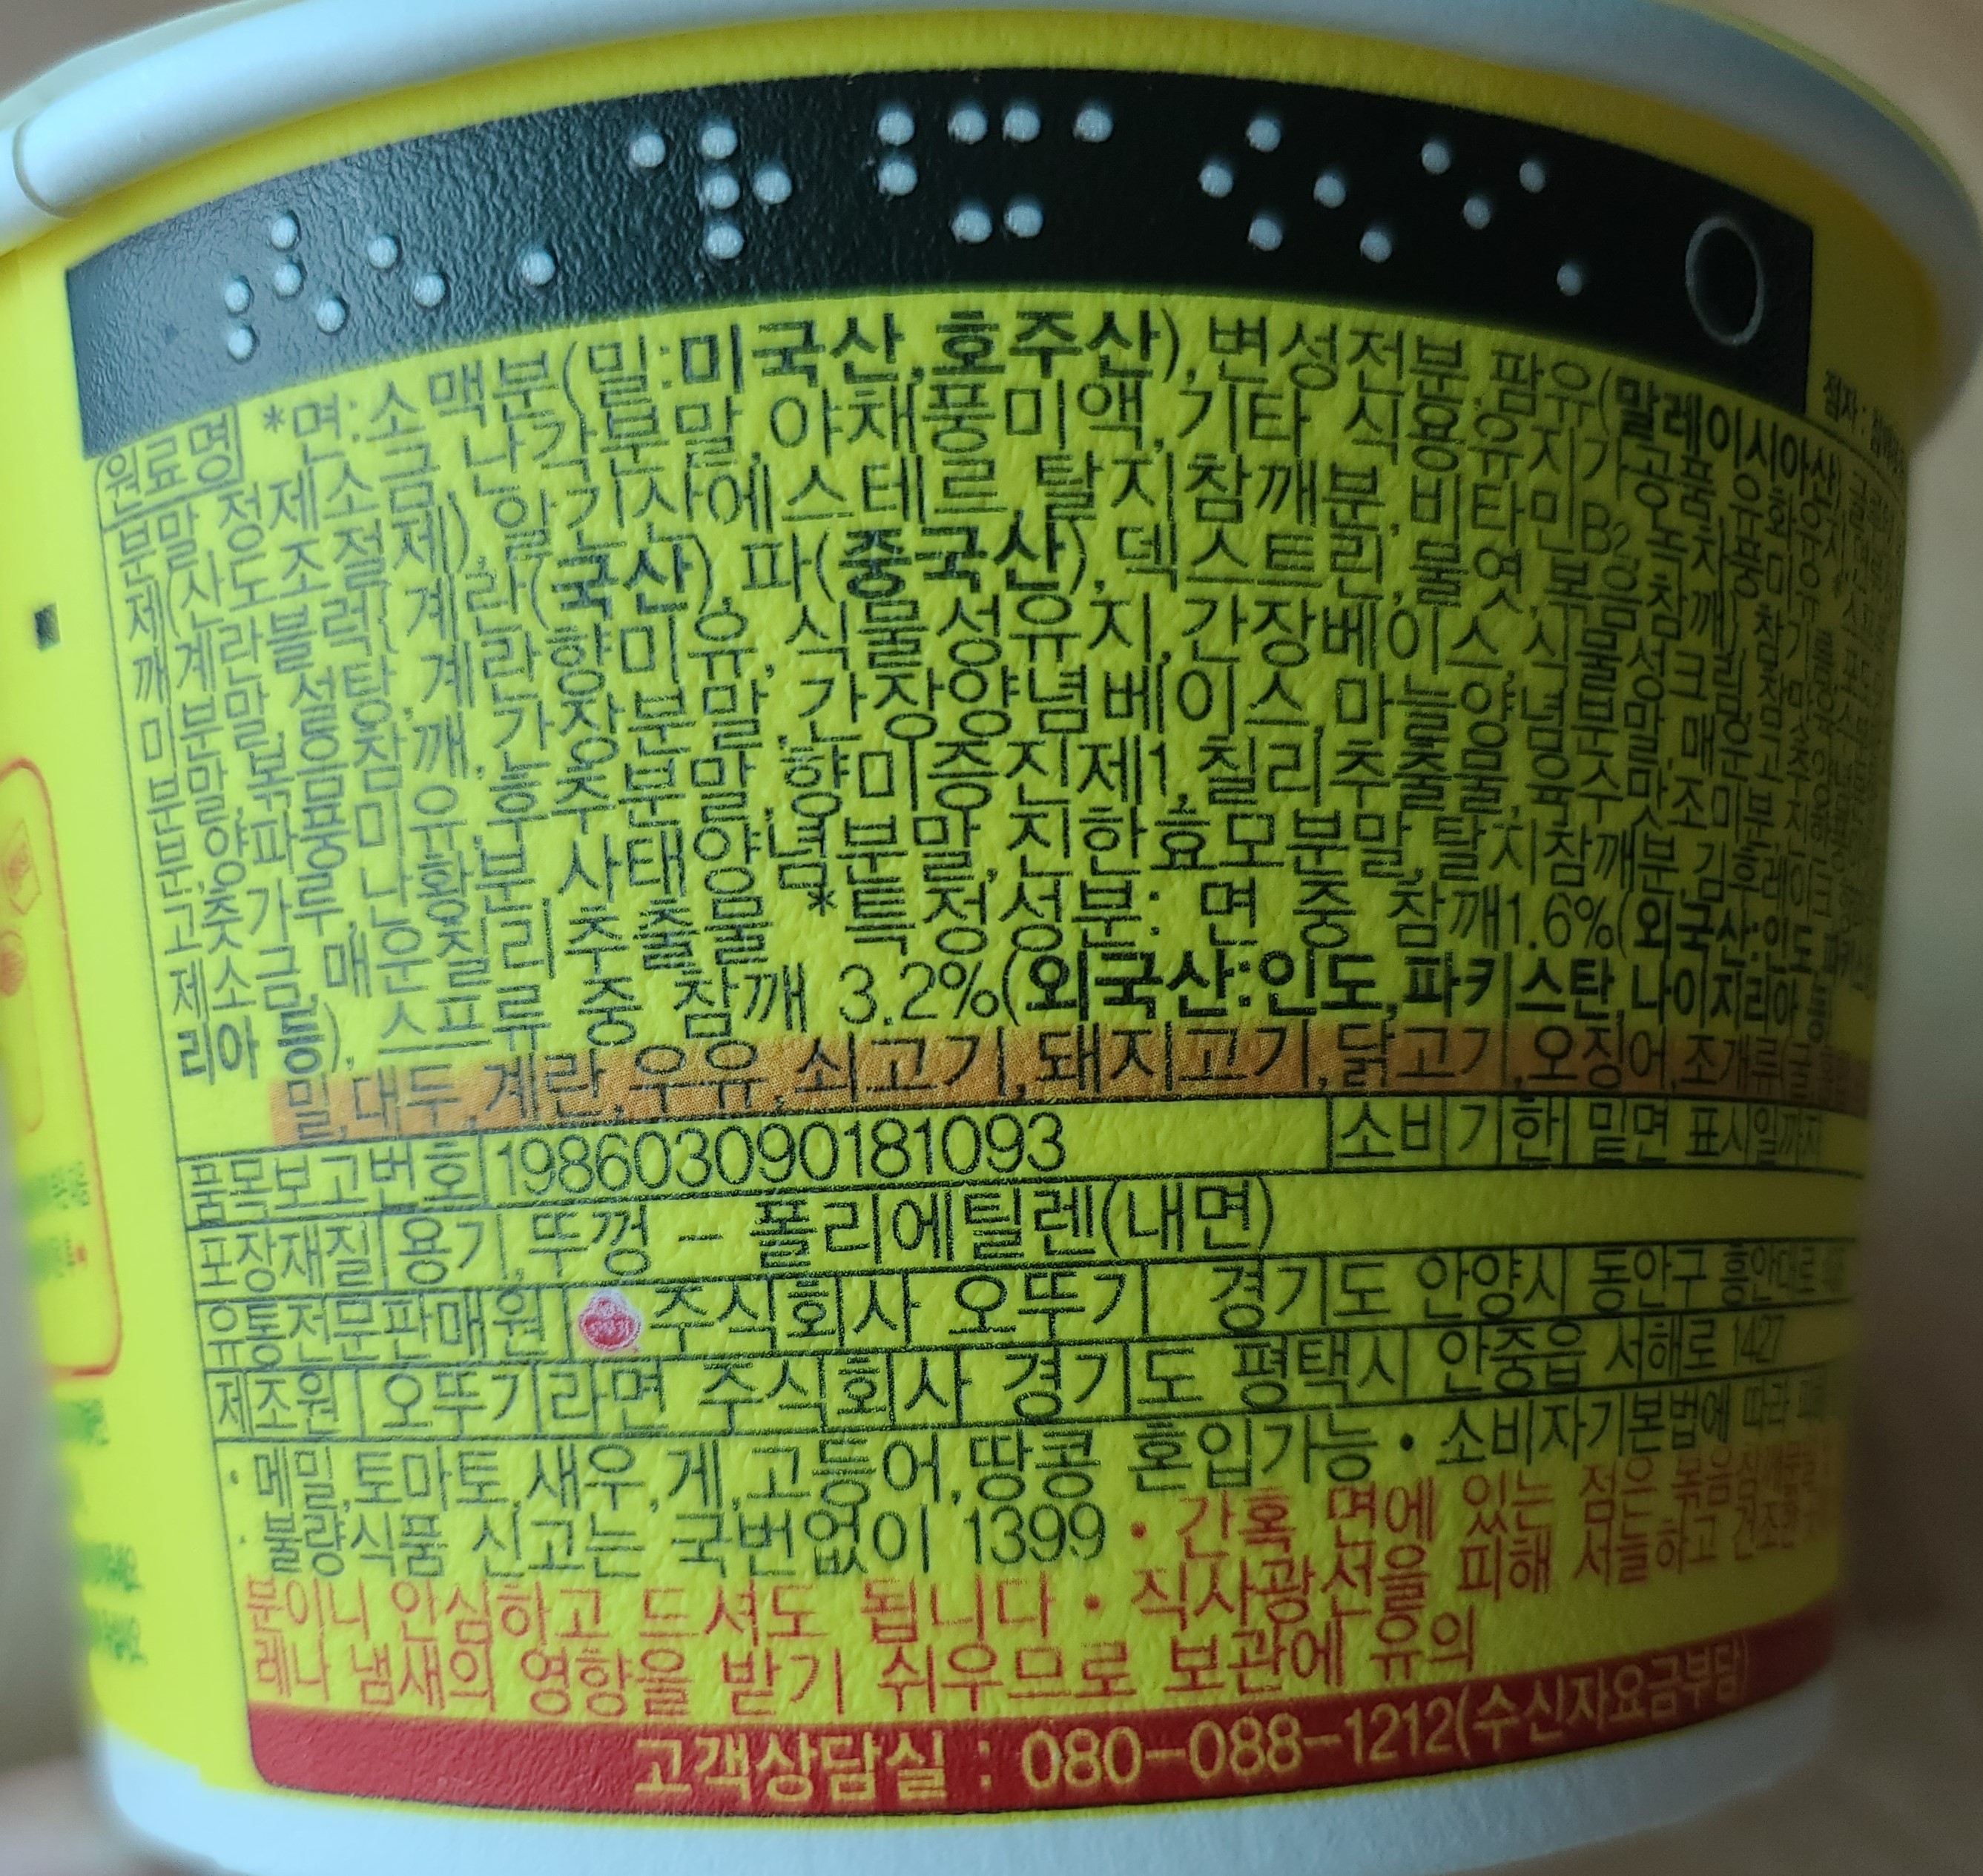 원료명 *면:소맥분(밀:미국산,호주산),변성전분,팜유(말레이시아산)
분말,정제소금,난각분말,야채풍미액,기타 식용유지가공품
제(산도조절제),알긴산에스테르,탈지참깨분,비타민B2
깨계란블럭{계란(국산),파(중국산),덱스트린,물엿,볶음참깨}
미분말,설탕,계란향미유,식물성유지,간장베이스,식물성크림
분말,볶음참깨,간장분말,간장양념베이스,마늘양념분말,매운
분,양파풍미유,후추분말,향미증진제1,칠리추출물,육수맛조미분
고춧가루,난황분,사태양념분말,진한효모분말,탈지참깨분,김후레이크
제소금,매운칠리추출물 *특정성분: 면 중 참깨1.6%(외국산:인도
리아 등), 스프류 중 참깨 3.2%(외국산:인도,파키스탄,나이지리아 등)
밀,대두,계란,우유,쇠고기,돼지고기,닭고기,오징어,조개류(굴
품목보고번호 198603090181093 소비기한 밑면 표시일까지
포장재질 용기,뚜껑 - 폴리에틸렌(내면)
유통전문판매원 주식회사 오뚜기 경기도 안양시 동안구 흥안대로
제조원 오뚜기라면 주식회사 경기도 평택시 안중읍 서해로 1427
·메밀,토마토,새우,게,고등어,땅콩 혼입가능 • 소비자기본법에 따라
·불량식품 신고는 국번없이 1399 • 간혹 면에 있는 점은
분이니 안심하고 드셔도 됩니다 • 직사광선을 피해 서늘하고 건조한
레나 냄새의 영향을 받기 쉬우므로 보관에 유의
고객상담실 : 080-088-1212(수신자요금부담)